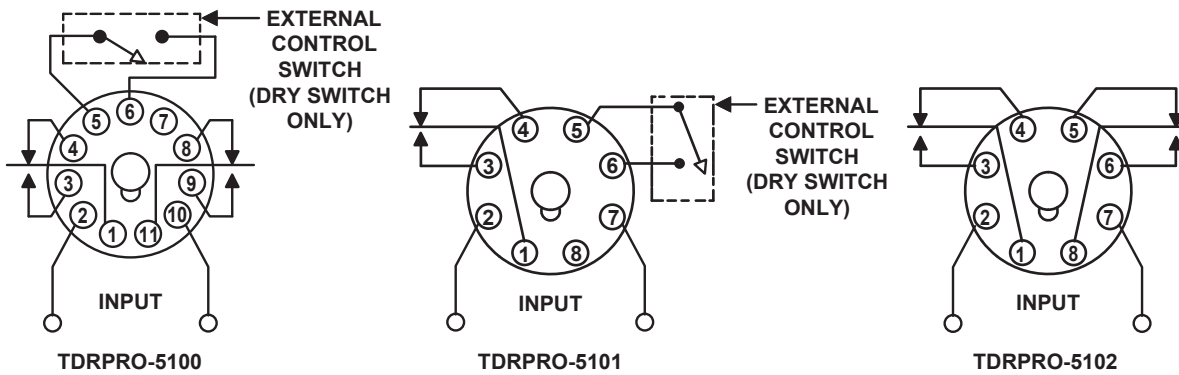 EXTERNAL
CONTROL
SWITCH
(DRY SWITCH
ONLY)
5
6
7
4
8
3
9
2
10
1
11
INPUT
TDRPRO-5100
4
5
3
6
2
7
1
8
INPUT
EXTERNAL
CONTROL
SWITCH
(DRY SWITCH
ONLY)
TDRPRO-5101
4
5
3
6
2
7
1
8
INPUT
TDRPRO-5102